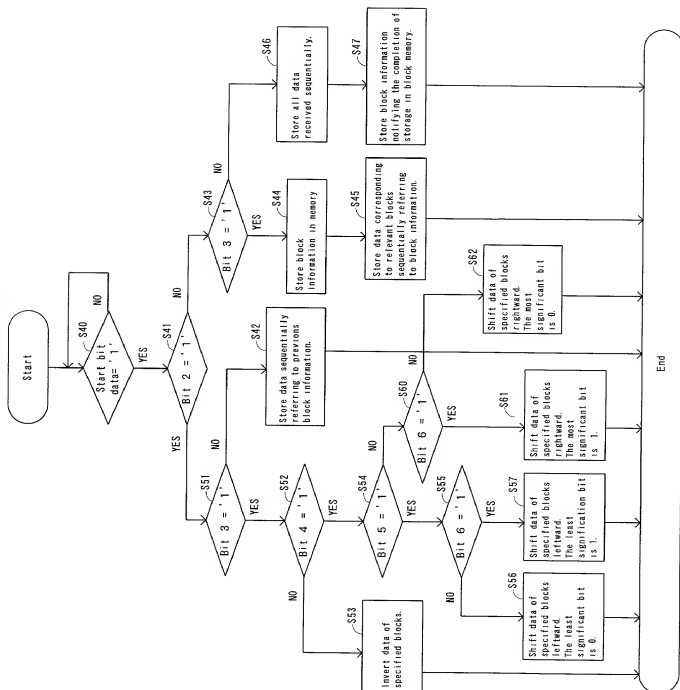 Start
S40
Start bit
data= '1'
NO
YES
S41
Bit 2 = '1'
YES
NO
S51
Bit 3 = '1'
NO
YES
S42
Store data sequentially
referring to previons
block information.
S43
Bit 3 = '1'
NO
YES
S44
Store block
information in memory
S45
Store data corresponding
to relevant blocks
sequentially referring
to block information.
S46
Store all data
received sequentially.
S47
Store block information
notifying the completion of
storage in block memory.
S52
Bit 4 = '1'
NO
YES
S53
Invert data of
specified blocks.
S54
Bit 5 = '1'
NO
YES
S55
Bit 6 = '1'
NO
YES
S56
Shift data of
specified blocks
leftward.
The least
significant bit
is 0.
S57
Shift data of
specified blocks
leftward.
The least
signification bit
is 1.
S60
Bit 6 = '1'
NO
YES
S61
Shift data of
specified blocks
rightward.
The most
significant bit
is 1.
S62
Shift data of
specified blocks
rightward.
The most
significant bit
is 0.
End